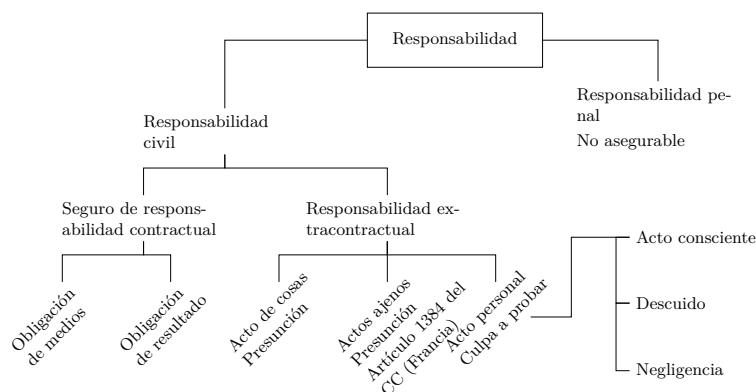 Responsabilidad
Responsabilidad pe-
nal
No asegurable
Responsabilidad
civil
Seguro de respons-
abilidad contractual
Responsabilidad ex-
tracontractual
Obligación
de medios
Obligación
de resultado
Acto de cosas
Presunción
Actos ajenos
Presunción
Artículo 1384 del
CC (Francia)
Acto personal
Culpa a probar
Acto consciente
Descuido
Negligencia